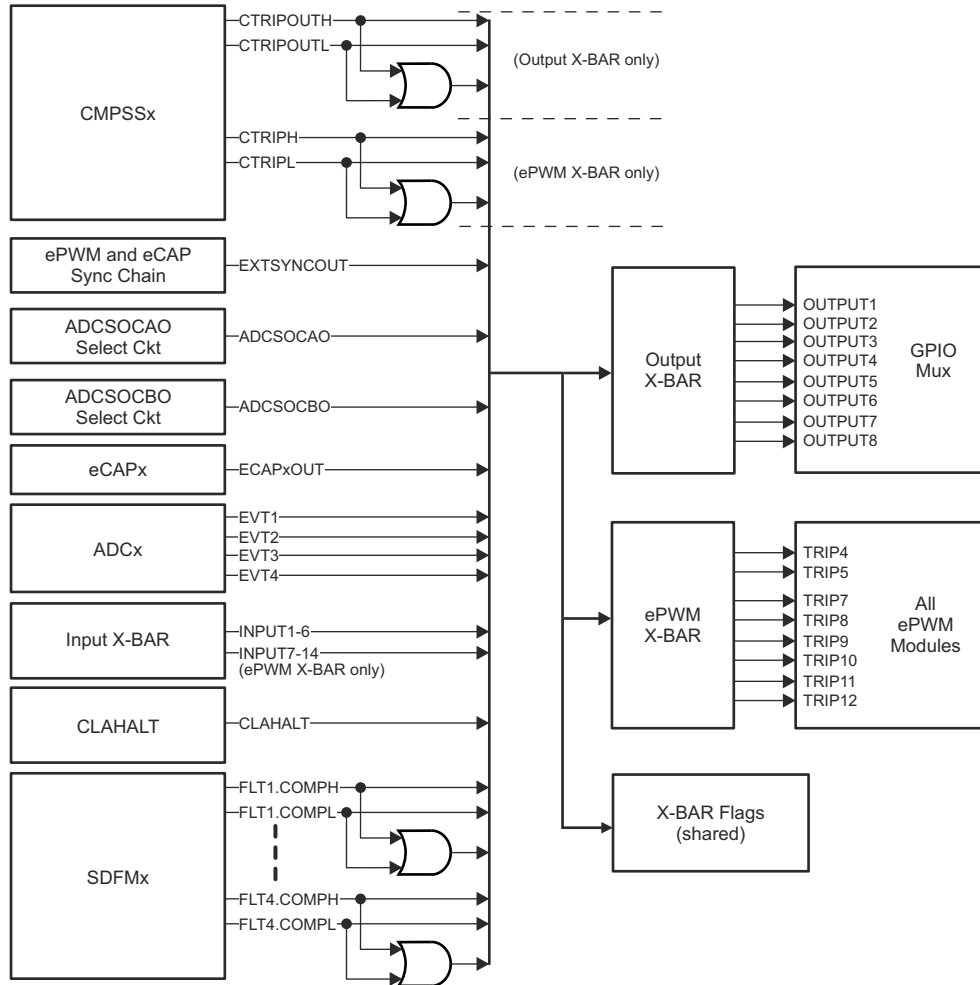 CMPSSx
CTRIPOUTH
CTRIPOUTL
(Output X-BAR only)
CTRIPH
CTRIPL
(ePWM X-BAR only)
ePWM and eCAP
Sync Chain
EXTSYNCOUT
ADCSOCAO
Select Ckt
ADCSOCAO
ADCSOCBO
Select Ckt
ADCSOCBO
eCAPx
ECAPxOUT
ADCx
EVT1
EVT2
EVT3
EVT4
Input X-BAR
INPUT1-6
INPUT7-14
(ePWM X-BAR only)
CLAHALT
CLAHALT
SDFMx
FLT1.COMPH
FLT1.COMPL
FLT4.COMPH
FLT4.COMPL
Output
X-BAR
OUTPUT1
OUTPUT2
OUTPUT3
OUTPUT4
OUTPUT5
OUTPUT6
OUTPUT7
OUTPUT8
GPIO
Mux
ePWM
X-BAR
TRIP4
TRIP5
TRIP7
TRIP8
TRIP9
TRIP10
TRIP11
TRIP12
All
ePWM
Modules
X-BAR Flags
(shared)